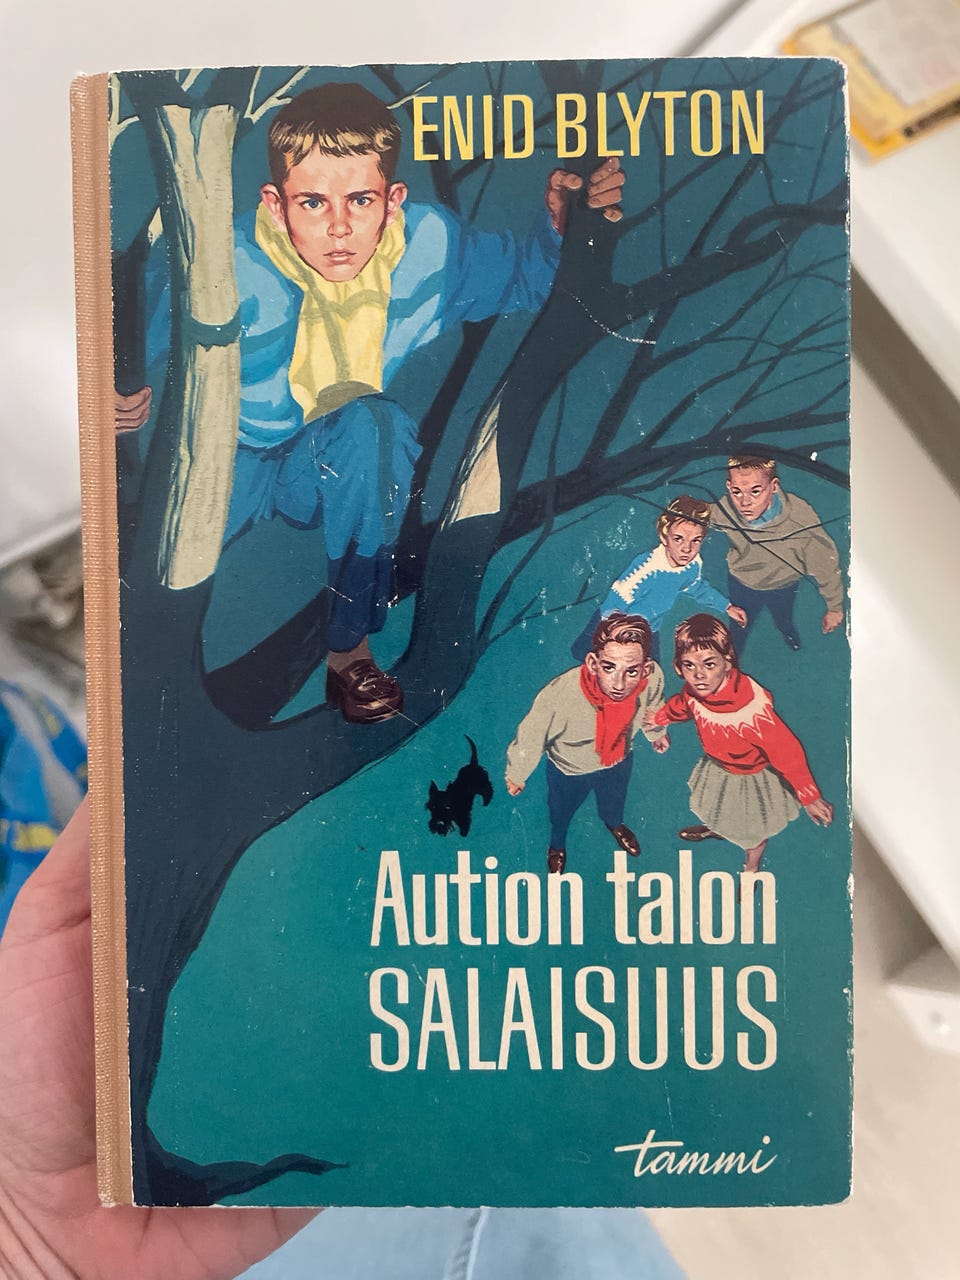 ENID BLYTON
Aution talon
SALAISUUS
tammi